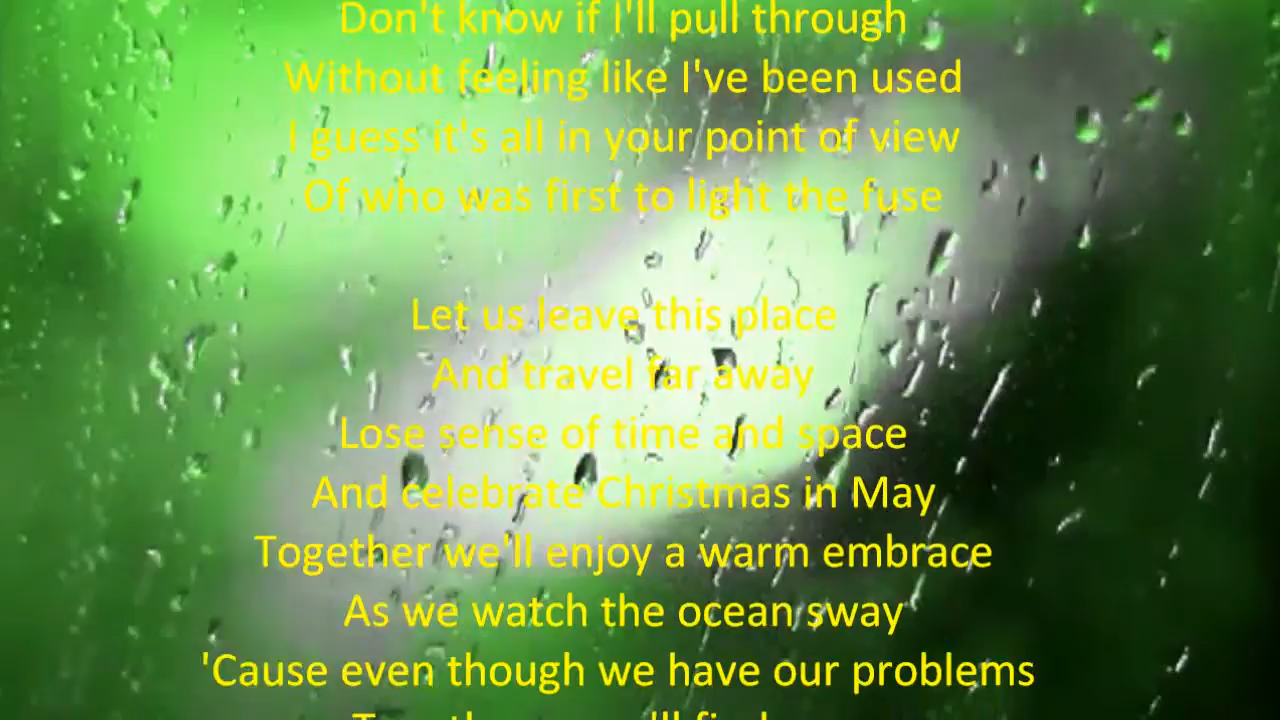 Don't know if I'll pull through
Without feeling like I've been used
I guess it's all in your point of view
Of who was first to light the fuse
Let us leave this place
And travel far away
Lose sense of time and space
And celebrate Christmas in May
Together we'll enjoy a warm embrace
As we watch the ocean sway
'Cause even though we have our problems